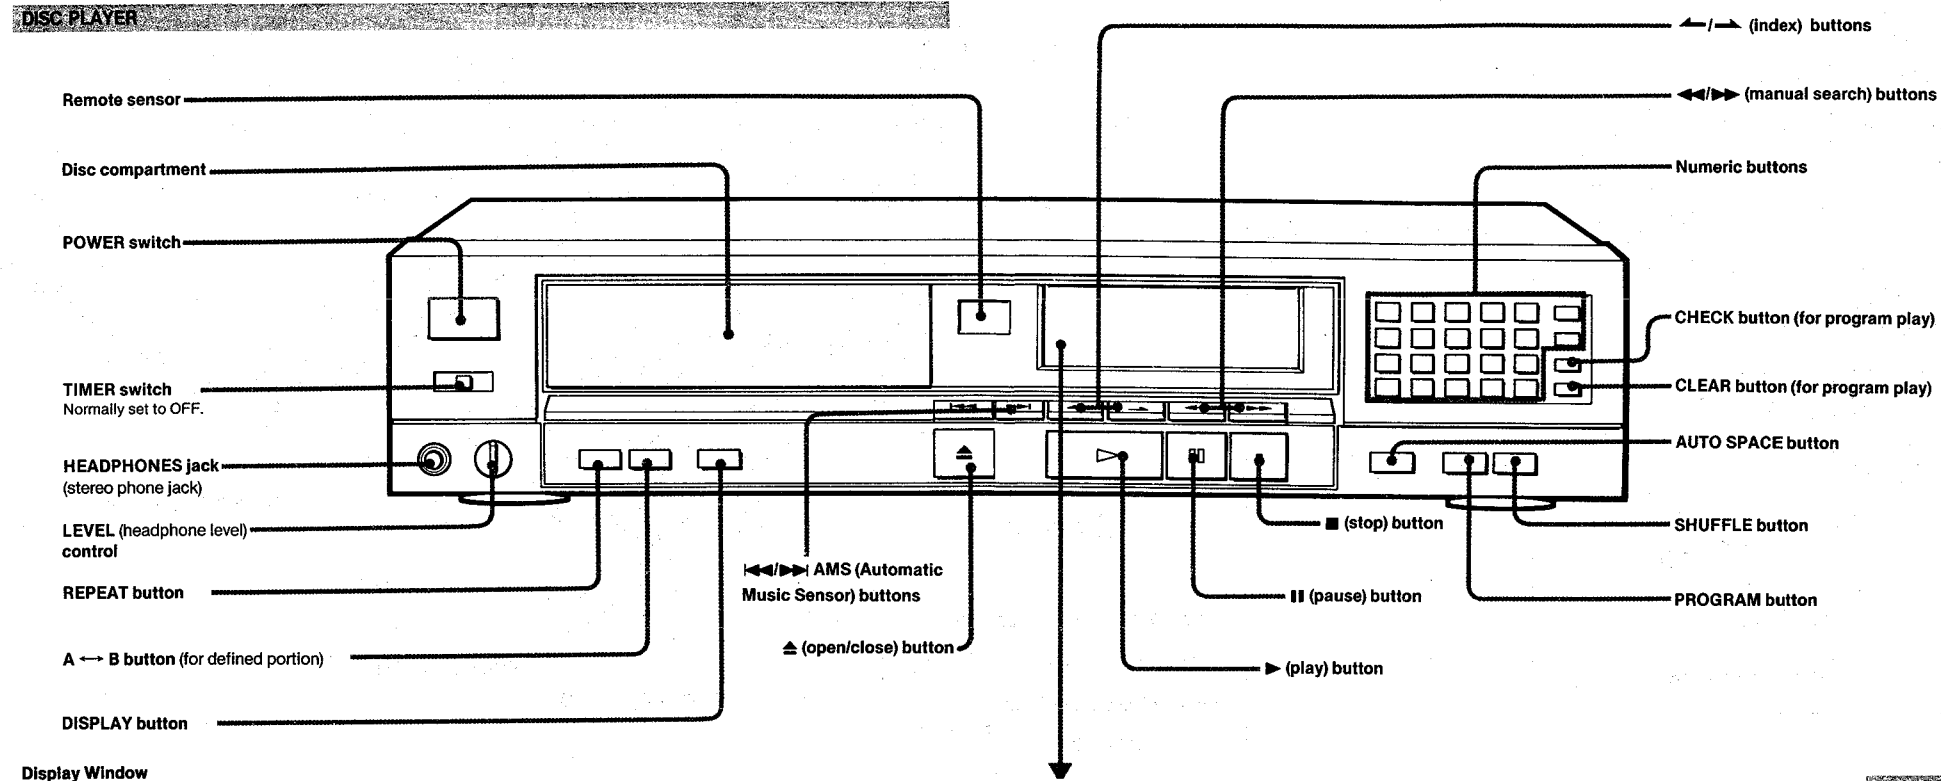 DISC PLAYER
Remote sensor
Disc compartment
POWER switch
TIMER switch
Normally set to OFF.
HEADPHONES jack
(stereo phone jack)
LEVEL (headphone level)
control
REPEAT button
A ↔ B button (for defined portion)
DISPLAY button
Display Window
⏮/⏭ AMS (Automatic
Music Sensor) buttons
⏏ (open/close) button
▶ (play) button
❚❚ (pause) button
■ (stop) button
↼/⇀ (index) buttons
◀◀/▶▶ (manual search) buttons
Numeric buttons
CHECK button (for program play)
CLEAR button (for program play)
AUTO SPACE button
SHUFFLE button
PROGRAM button